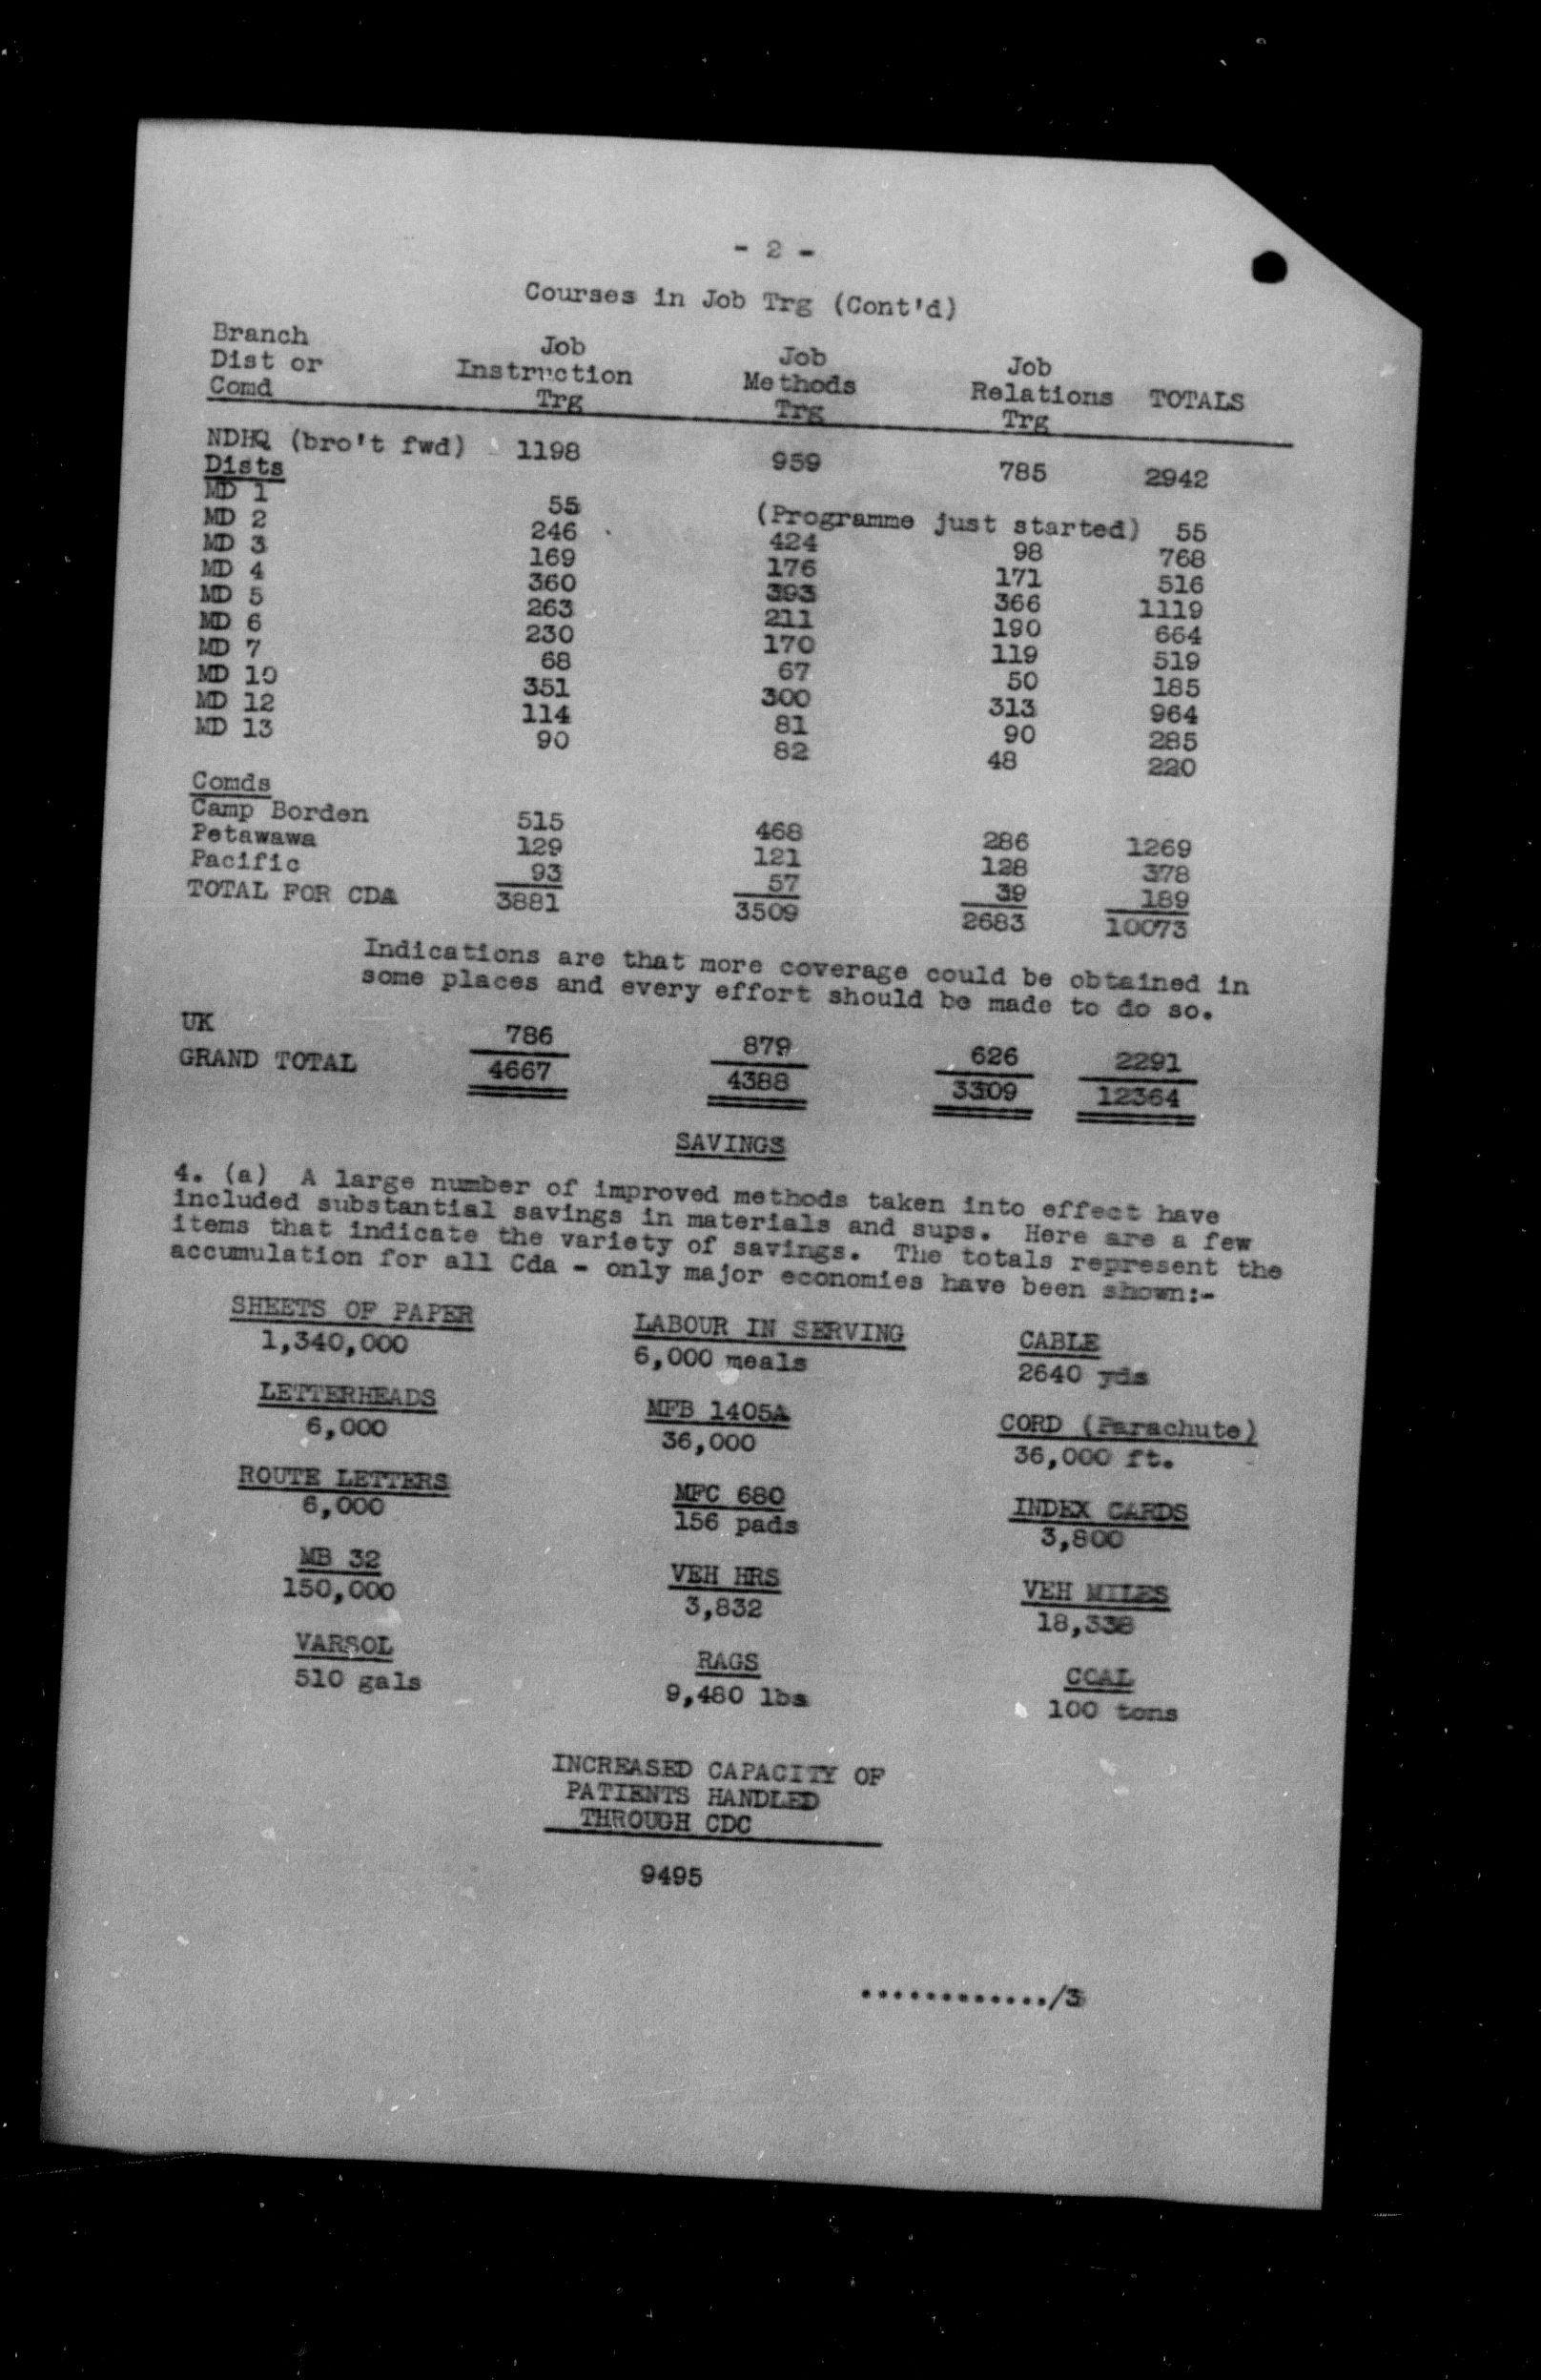 - 2 -
Courses in Job Trg (Cont'd)
Branch
Dist or Job Job Job
Comd Instruction Methods Relations TOTALS
Trg Trg Trg
NDHQ (bro't fwd) 1198 959 785 2942
Dists
MD 1 55 (Programme just started) 55
MD 2 246 424 98 768
MD 3 169 176 171 516
MD 4 360 393 366 1119
MD 5 263 211 190 664
MD 6 230 170 119 519
MD 7 68 67 50 185
MD 10 351 300 313 964
MD 12 114 81 90 285
MD 13 90 82 48 220
Comds
Camp Borden 515 468 286 1269
Petawawa 129 121 128 378
Pacific 93 57 39 189
TOTAL FOR CDA 3881 3509 2683 10073
Indications are that more coverage could be obtained in
some places and every effort should be made to do so.
UK 786 879 626 2291
GRAND TOTAL 4667 4388 3309 12364
SAVINGS
4. (a) A large number of improved methods taken into effect have
included substantial savings in materials and sups. Here are a few
items that indicate the variety of savings. The totals represent the
accumulation for all Cda - only major economies have been shown:-
SHEETS OF PAPER LABOUR IN SERVING CABLE
1,340,000 6,000 meals 2640 yds
LETTERHEADS MFB 1405A CORD (Parachute)
6,000 36,000 36,000 ft.
ROUTE LETTERS MFC 680 INDEX CARDS
6,000 156 pads 3,800
MB 32 VEH HRS VEH MILES
150,000 3,832 18,338
VARSOL RAGS COAL
510 gals 9,480 lbs 100 tons
INCREASED CAPACITY OF
PATIENTS HANDLED
THROUGH CDC
9495
............/3